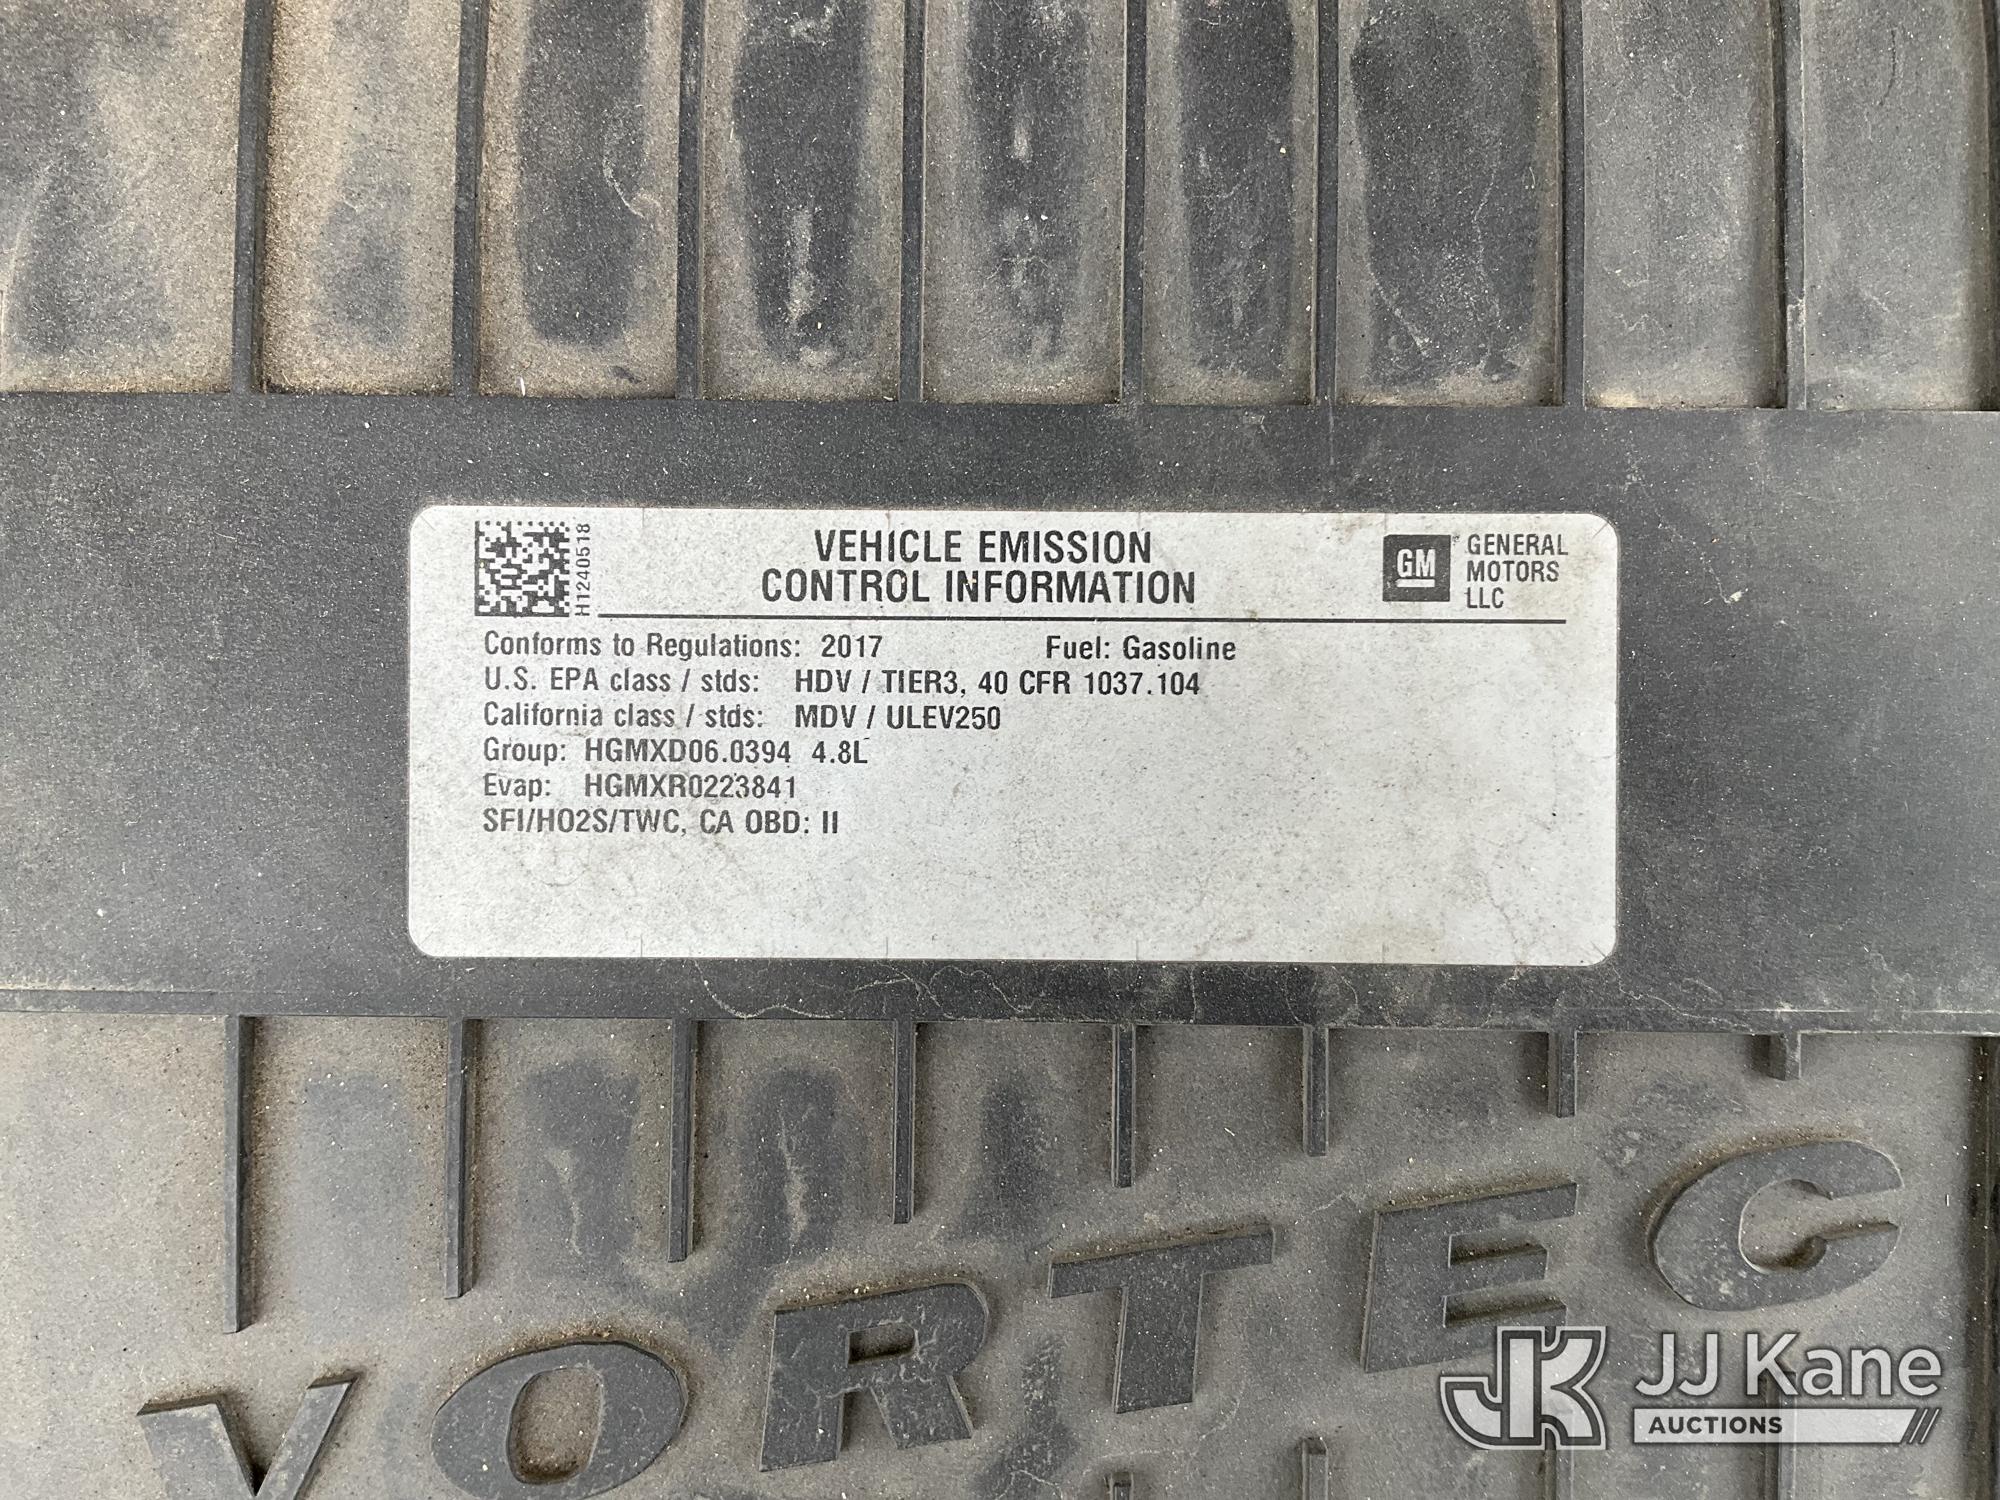 H1240518
VEHICLE EMISSION
CONTROL INFORMATION
GM
GENERAL
MOTORS
LLC
Conforms to Regulations: 2017 Fuel: Gasoline
U.S. EPA class / stds: HDV / TIER3, 40 CFR 1037.104
California class / stds: MDV / ULEV250
Group: HGMXD06.0394 4.8L
Evap: HGMXR0223841
SFI/HO2S/TWC, CA OBD: II
VORTEC
JK
JJ Kane
AUCTIONS